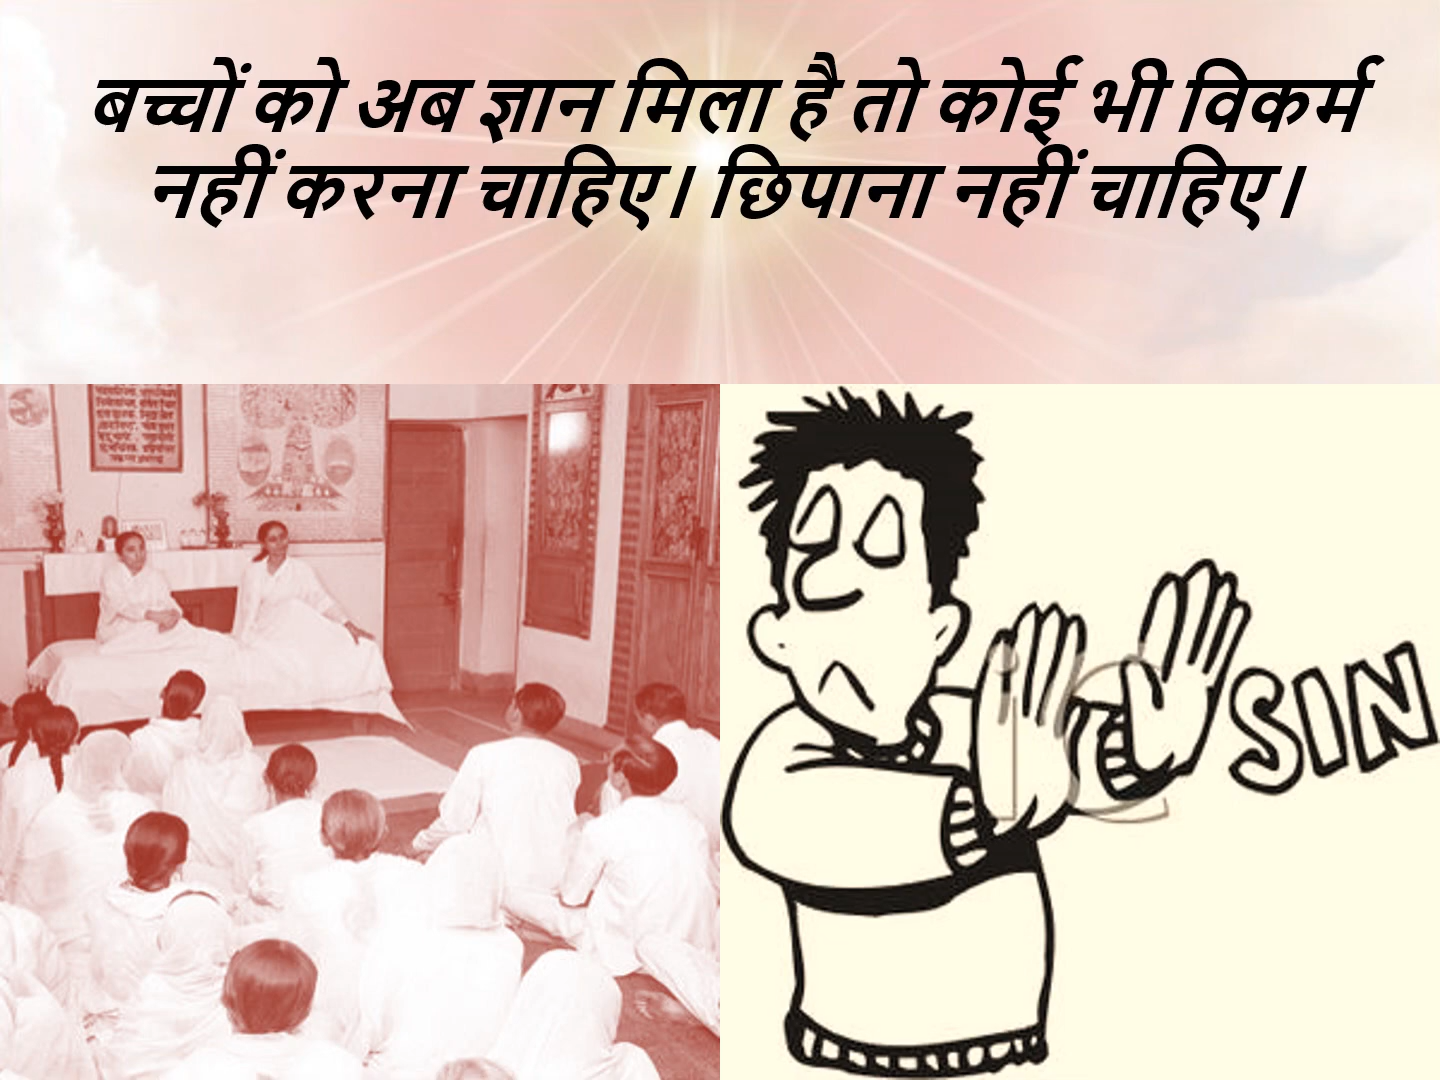 बच्चों को अब ज्ञान मिला है तो कोई भी विकर्म
नहीं करना चाहिए। छिपाना नहीं चाहिए।
SIN